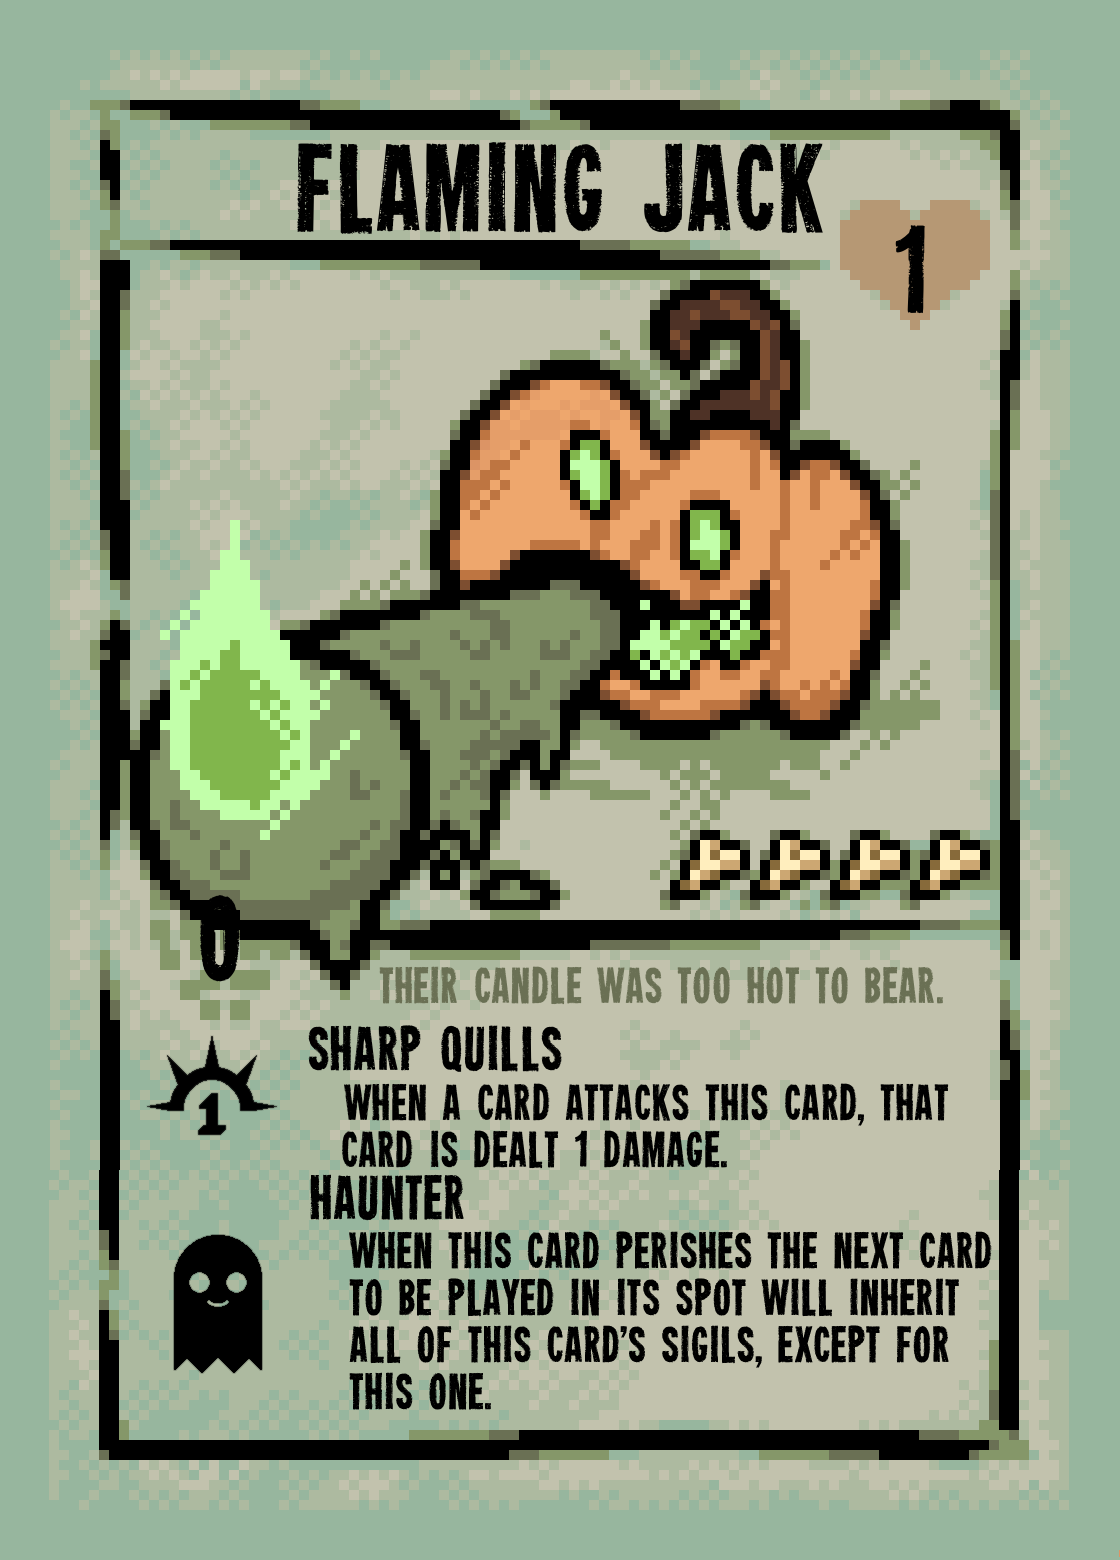 FLAMING JACK
1
0
THEIR CANDLE WAS TOO HOT TO BEAR.
SHARP QUILLS
1
WHEN A CARD ATTACKS THIS CARD, THAT
CARD IS DEALT 1 DAMAGE.
HAUNTER
WHEN THIS CARD PERISHES THE NEXT CARD
TO BE PLAYED IN ITS SPOT WILL INHERIT
ALL OF THIS CARD'S SIGILS, EXCEPT FOR
THIS ONE.